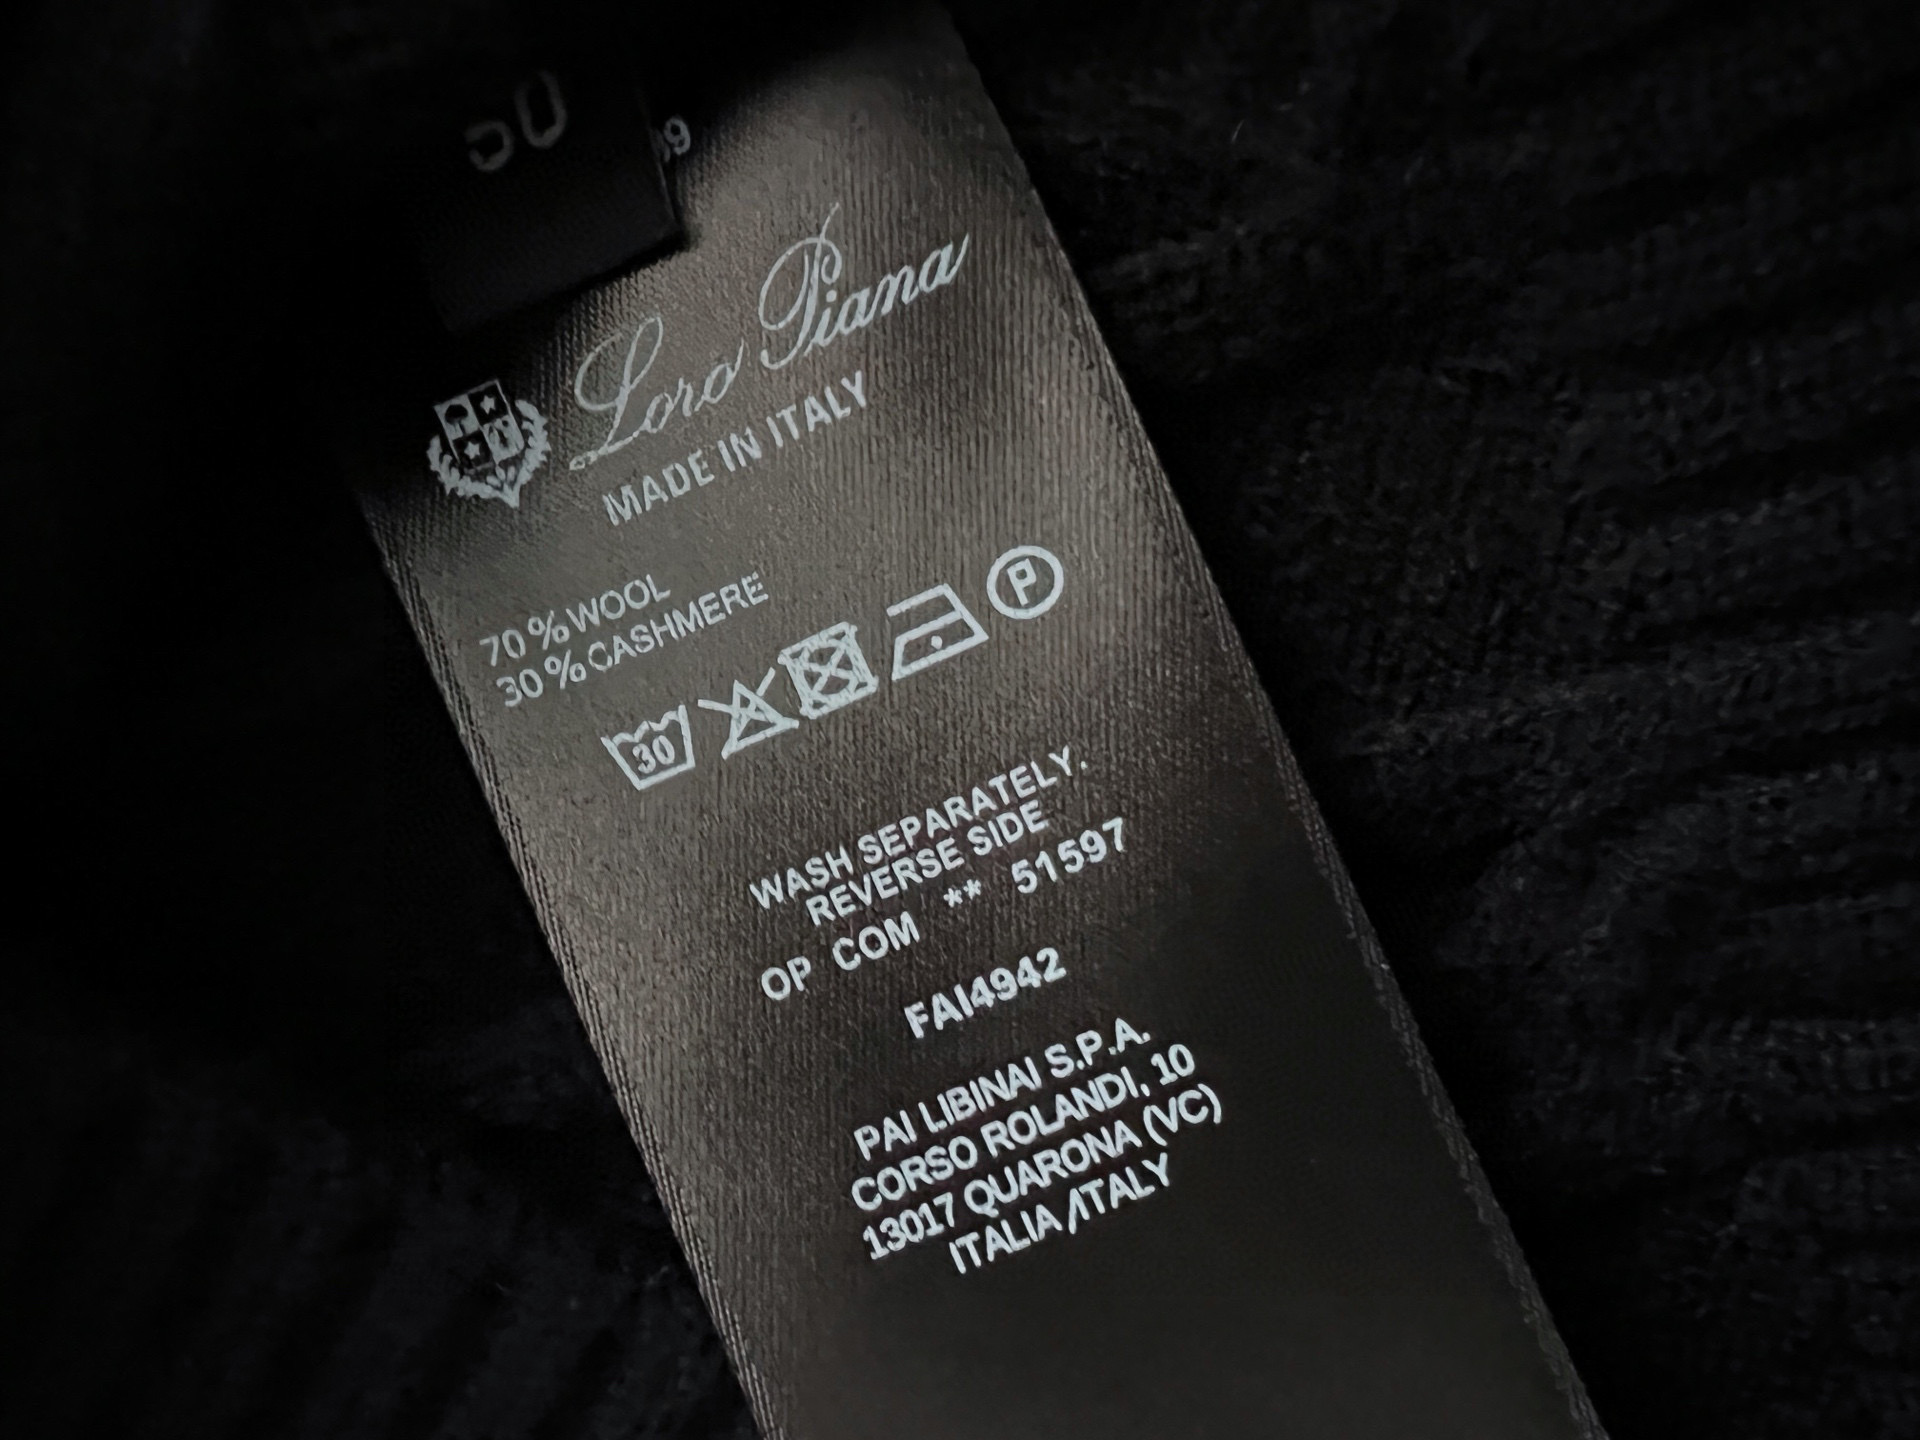 50
Loro Piana
MADE IN ITALY
70%WOOL
30%CASHMERE
30
P
WASH SEPARATELY.
REVERSE SIDE
OP COM ** 51597
FAI4942
PAI LIBINAI S.P.A.
CORSO ROLANDI, 10
13017 QUARONA (VC)
ITALIA /ITALY